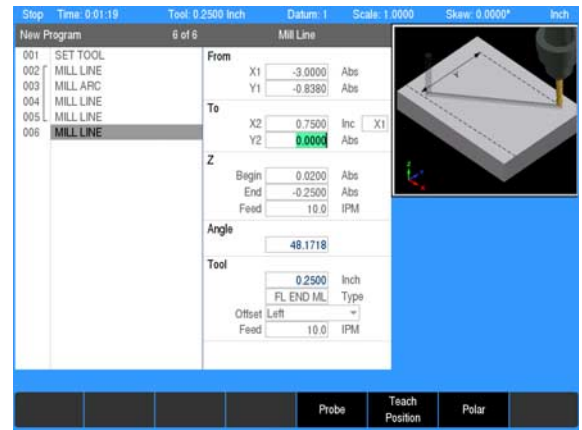 Stop Time: 0:01:19 Tool: 0.2500 Inch Datum: 1 Scale: 1.0000 Skew: 0.0000° Inch
New Program 6 of 6 Mill Line
001 SET TOOL
002 MILL LINE
003 MILL ARC
004 MILL LINE
005 MILL LINE
006 MILL LINE
From
X1 -3.0000 Abs
Y1 -0.8380 Abs
To
X2 0.7500 Inc X1
Y2 0.0000 Abs
Z
Begin 0.0200 Abs
End -0.2500 Abs
Feed 10.0 IPM
Angle
48.1718
Tool
0.2500 Inch
FL END ML Type
Offset Left
Feed 10.0 IPM
Probe
Teach Position
Polar